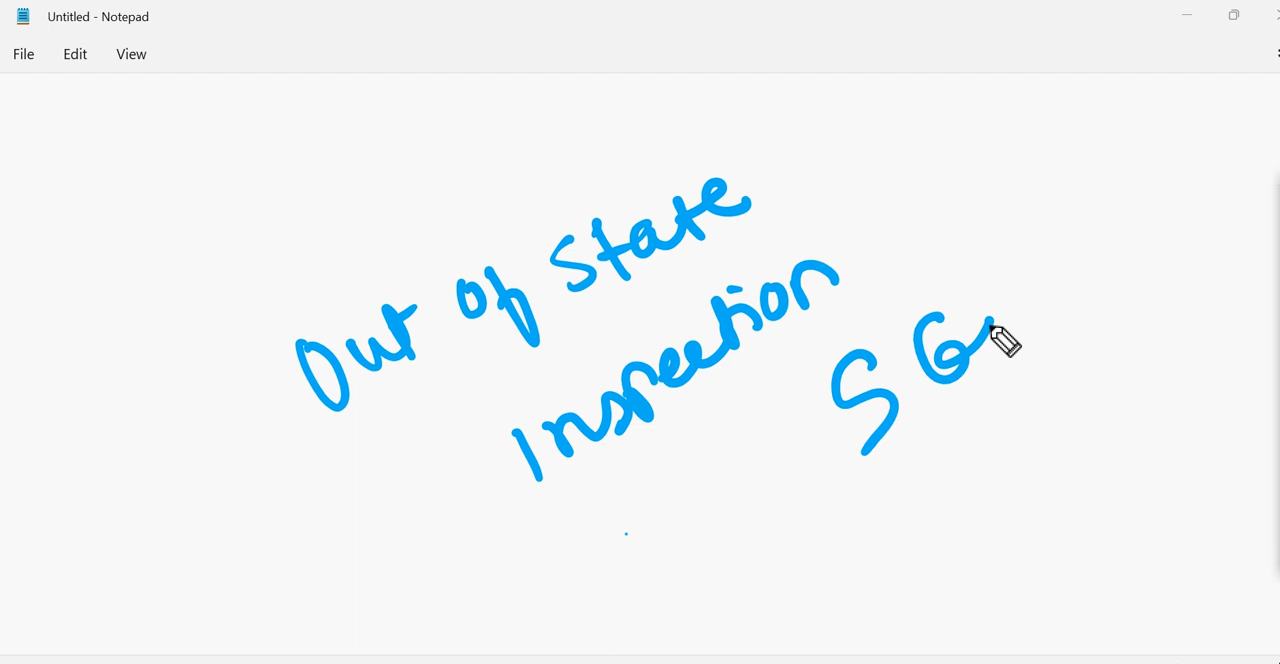 Untitled - Notepad
File Edit View
Out of State
Inspection
S G